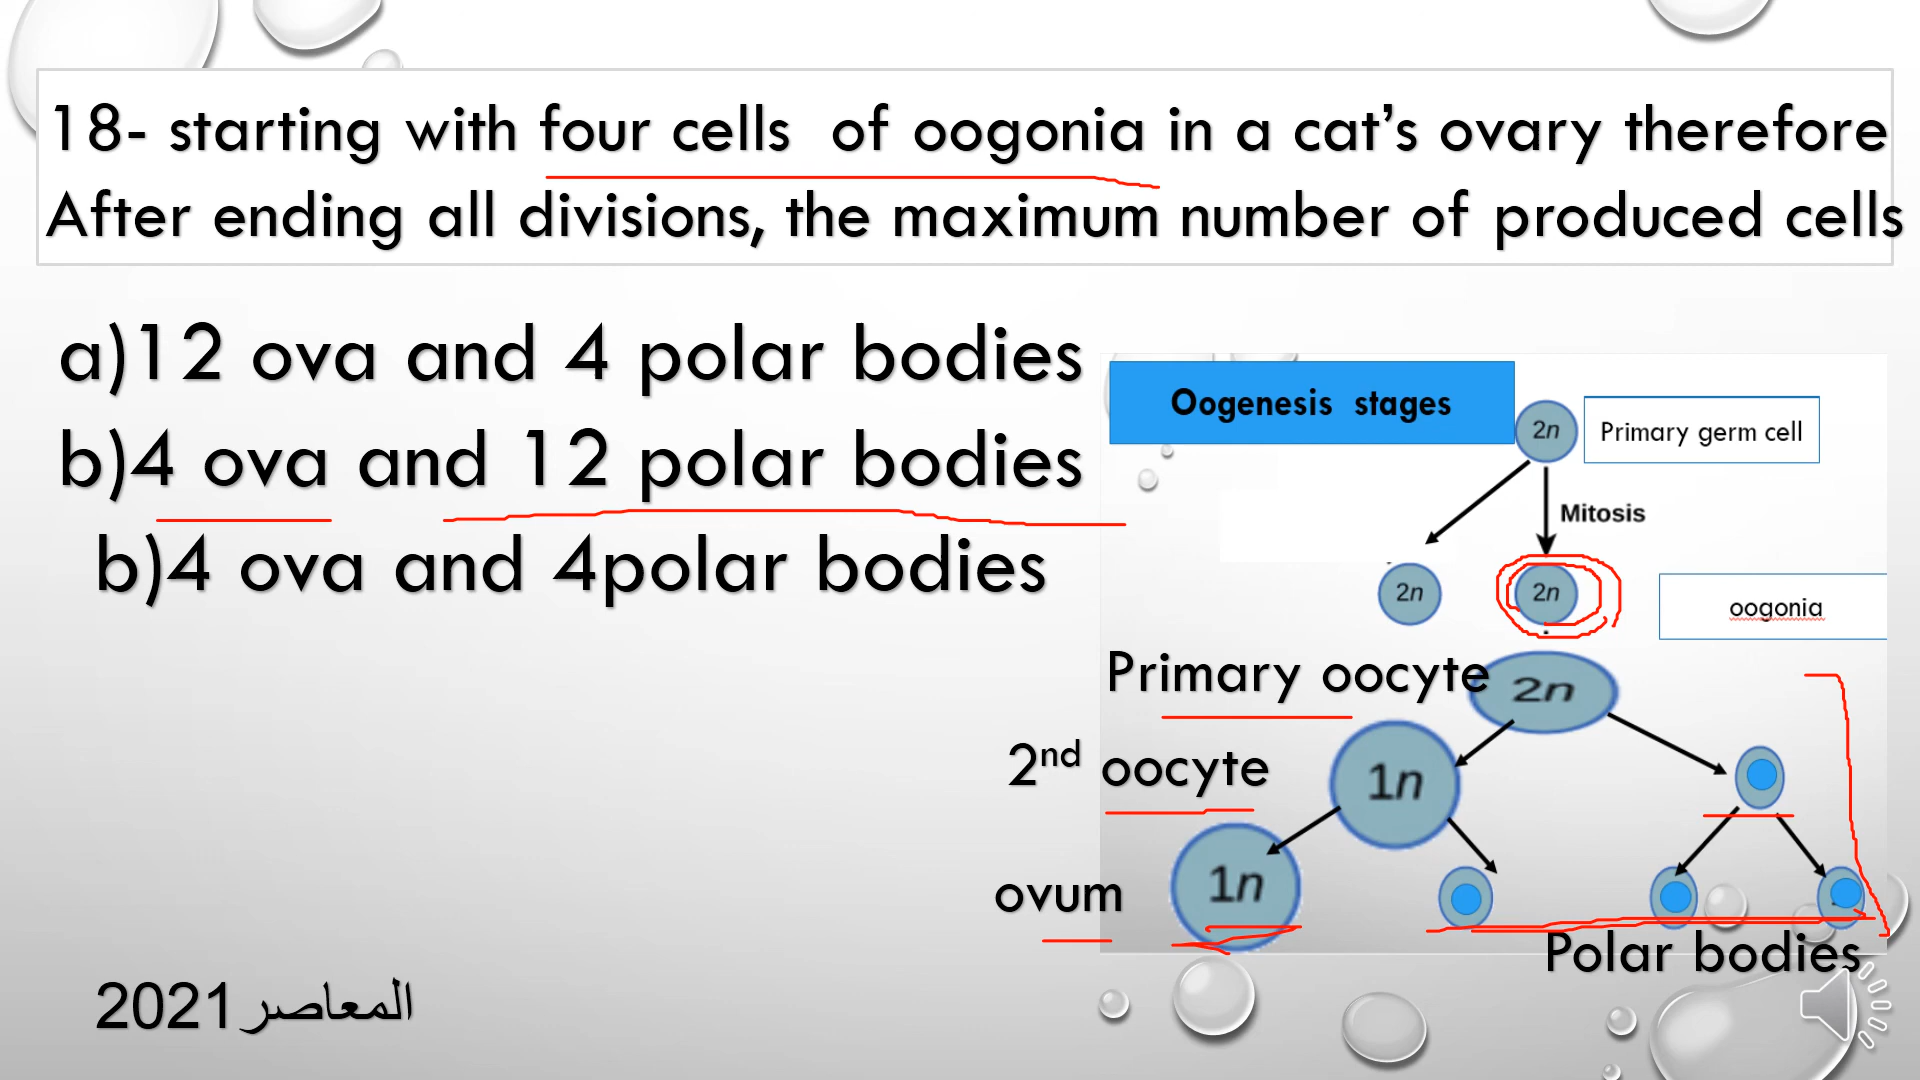 18- starting with four cells of oogonia in a cat’s ovary therefore
After ending all divisions, the maximum number of produced cells
a)12 ova and 4 polar bodies
b)4 ova and 12 polar bodies
b)4 ova and 4polar bodies
Oogenesis stages
2n
Primary germ cell
Mitosis
2n
2n
oogonia
Primary oocyte
2n
2nd oocyte
1n
ovum
1n
Polar bodies
المعاصر2021